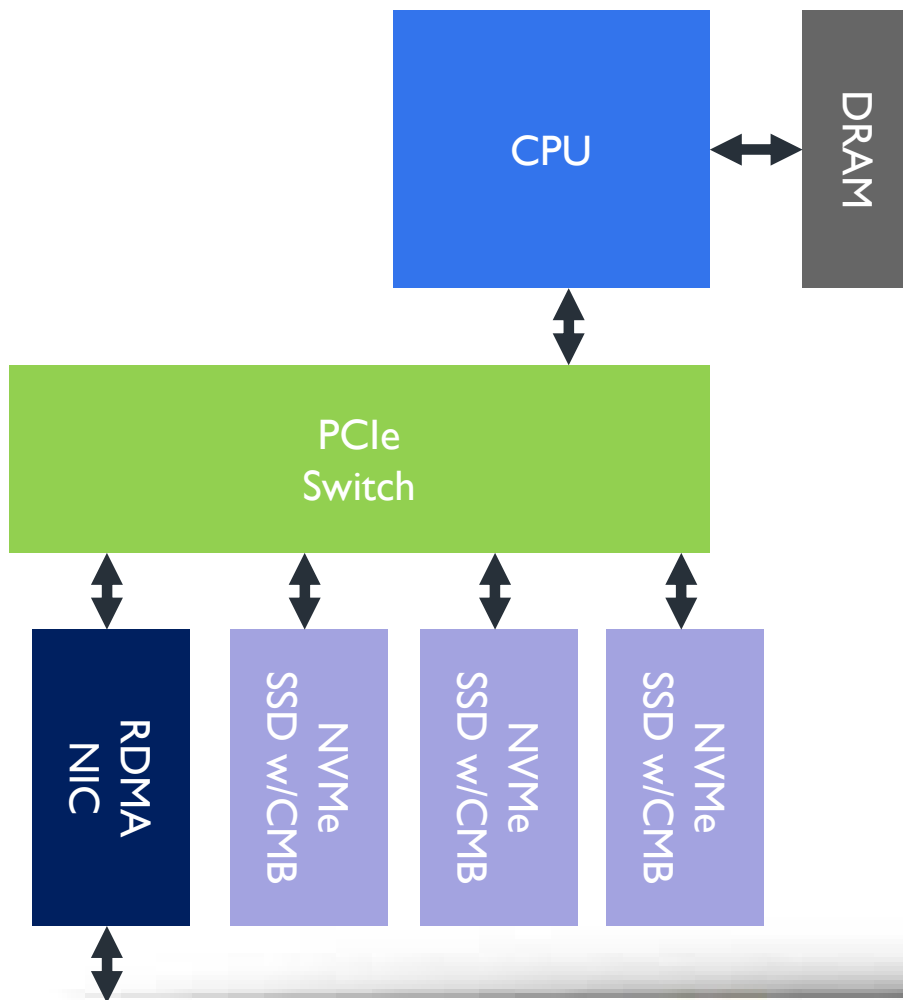 CPU
DRAM
PCIe
Switch
RDMA
NIC
NVMe
SSD w/CMB
NVMe
SSD w/CMB
NVMe
SSD w/CMB